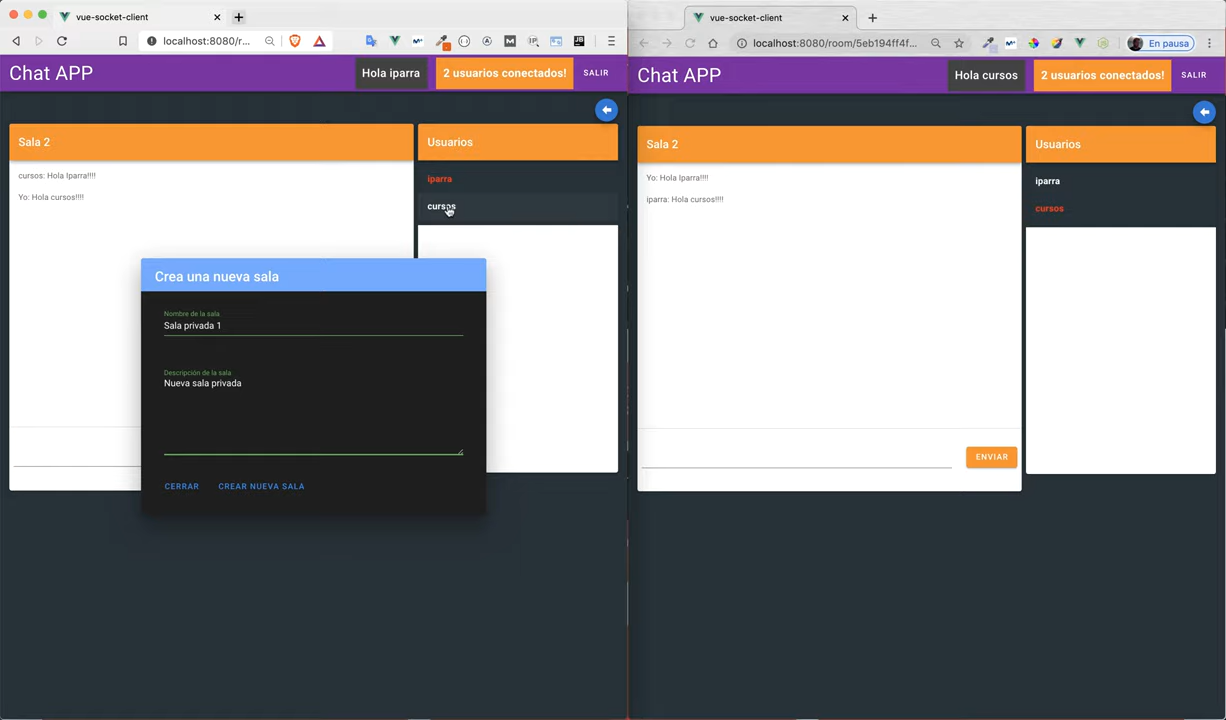 vue-socket-client
localhost:8080/r...
Chat APP
Hola iparra
2 usuarios conectados!
SALIR
Sala 2
Usuarios
cursos: Hola Iparra!!!!
Yo: Hola cursos!!!!
iparra
cursos
Crea una nueva sala
Nombre de la sala
Sala privada 1
Descripción de la sala
Nueva sala privada
CERRAR
CREAR NUEVA SALA
vue-socket-client
localhost:8080/room/5eb194ff4f...
En pausa
Chat APP
Hola cursos
2 usuarios conectados!
SALIR
Sala 2
Usuarios
Yo: Hola Iparra!!!!
iparra: Hola cursos!!!!
iparra
cursos
ENVIAR